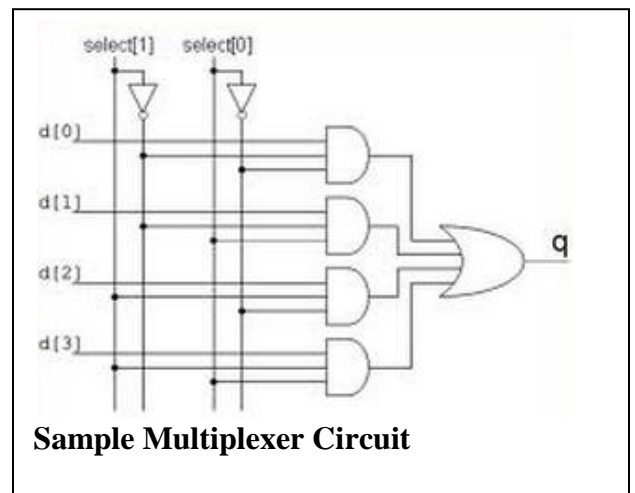 select[1] select[0]
d[0]
d[1]
d[2]
q
d[3]
Sample Multiplexer Circuit